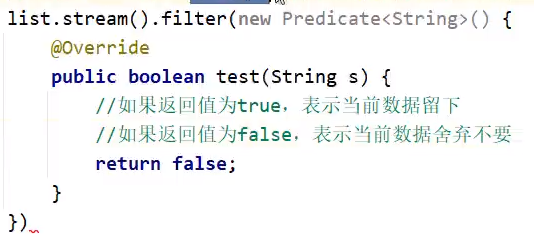 list.stream().filter(new Predicate<String>() {
    @Override
    public boolean test(String s) {
        //如果返回值为true，表示当前数据留下
        //如果返回值为false，表示当前数据舍弃不要
        return false;
    }
})